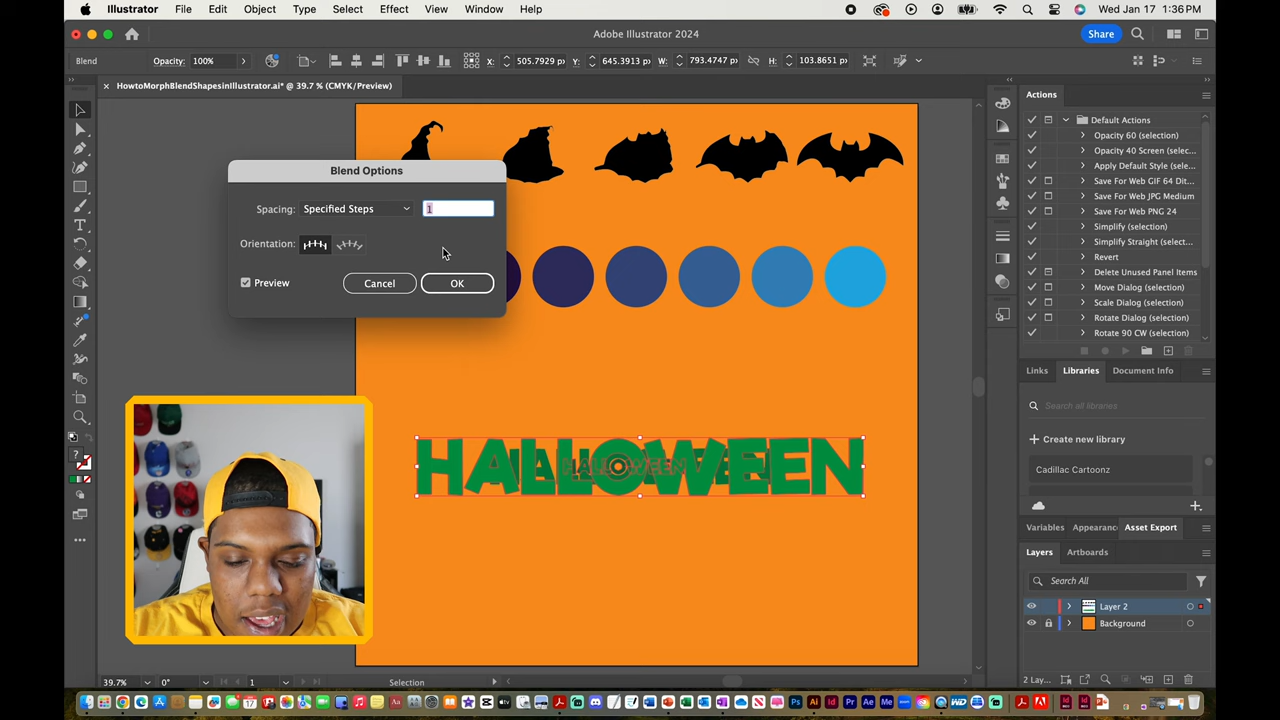 Illustrator File Edit Object Type Select Effect View Window Help Wed Jan 17 1:36 PM
Adobe Illustrator 2024 Share
Blend Opacity: 100% X: 505.7929 p Y: 645.3913 p W: 793.4747 p H: 103.8651 p
HowtoMorphBlendShapesinIllustrator.ai* @ 39.7 % (CMYK/Preview)
Blend Options
Spacing: Specified Steps 1
Orientation:
Preview Cancel OK
HALLOWEEN
HALLOWEEN
Actions
Default Actions
Opacity 60 (selection)
Opacity 40 Screen (selec...
Apply Default Style (sele...
Save For Web GIF 64 Dit...
Save For Web JPG Medium
Save For Web PNG 24
Simplify (selection)
Simplify Straight (select...
Revert
Delete Unused Panel Items
Move Dialog (selection)
Scale Dialog (selection)
Rotate Dialog (selection)
Rotate 90 CW (selection)
Links Libraries Document Info
Search all libraries
Create new library
Cadillac Cartoonz
Variables Appearanc Asset Export
Layers Artboards
Search All
Layer 2
Background
2 Lay...
39.7% 0° 1 Selection